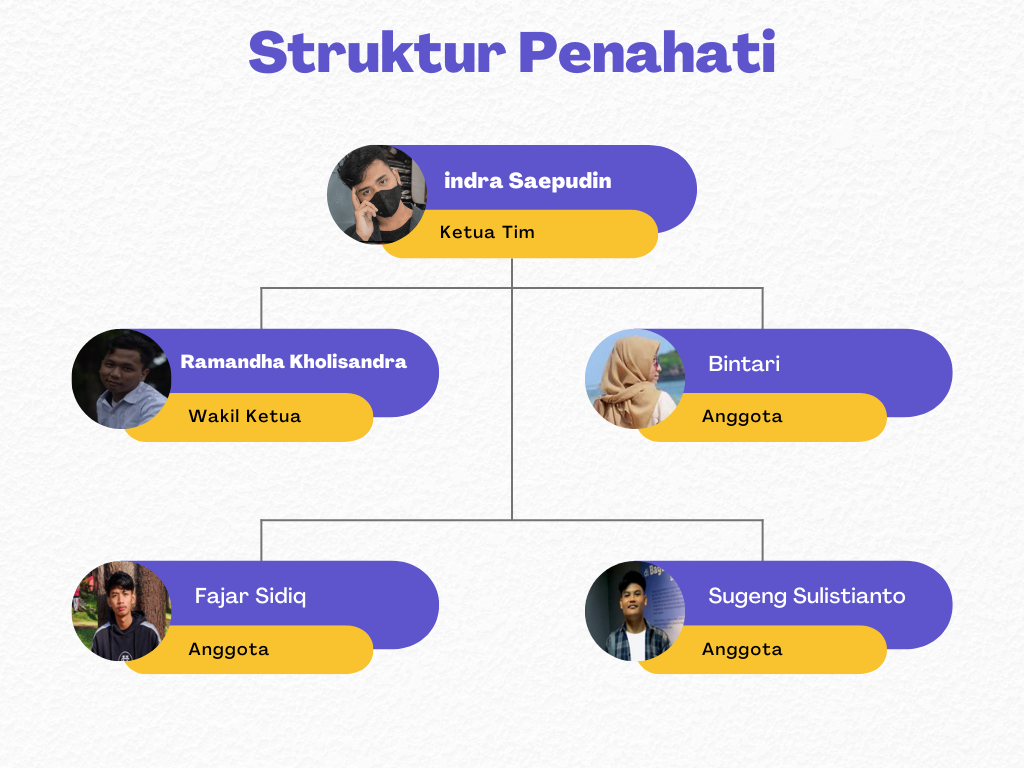 Struktur Penahati
indra Saepudin
Ketua Tim
Ramandha Kholisandra
Wakil Ketua
Bintari
Anggota
Fajar Sidiq
Anggota
Sugeng Sulistianto
Anggota